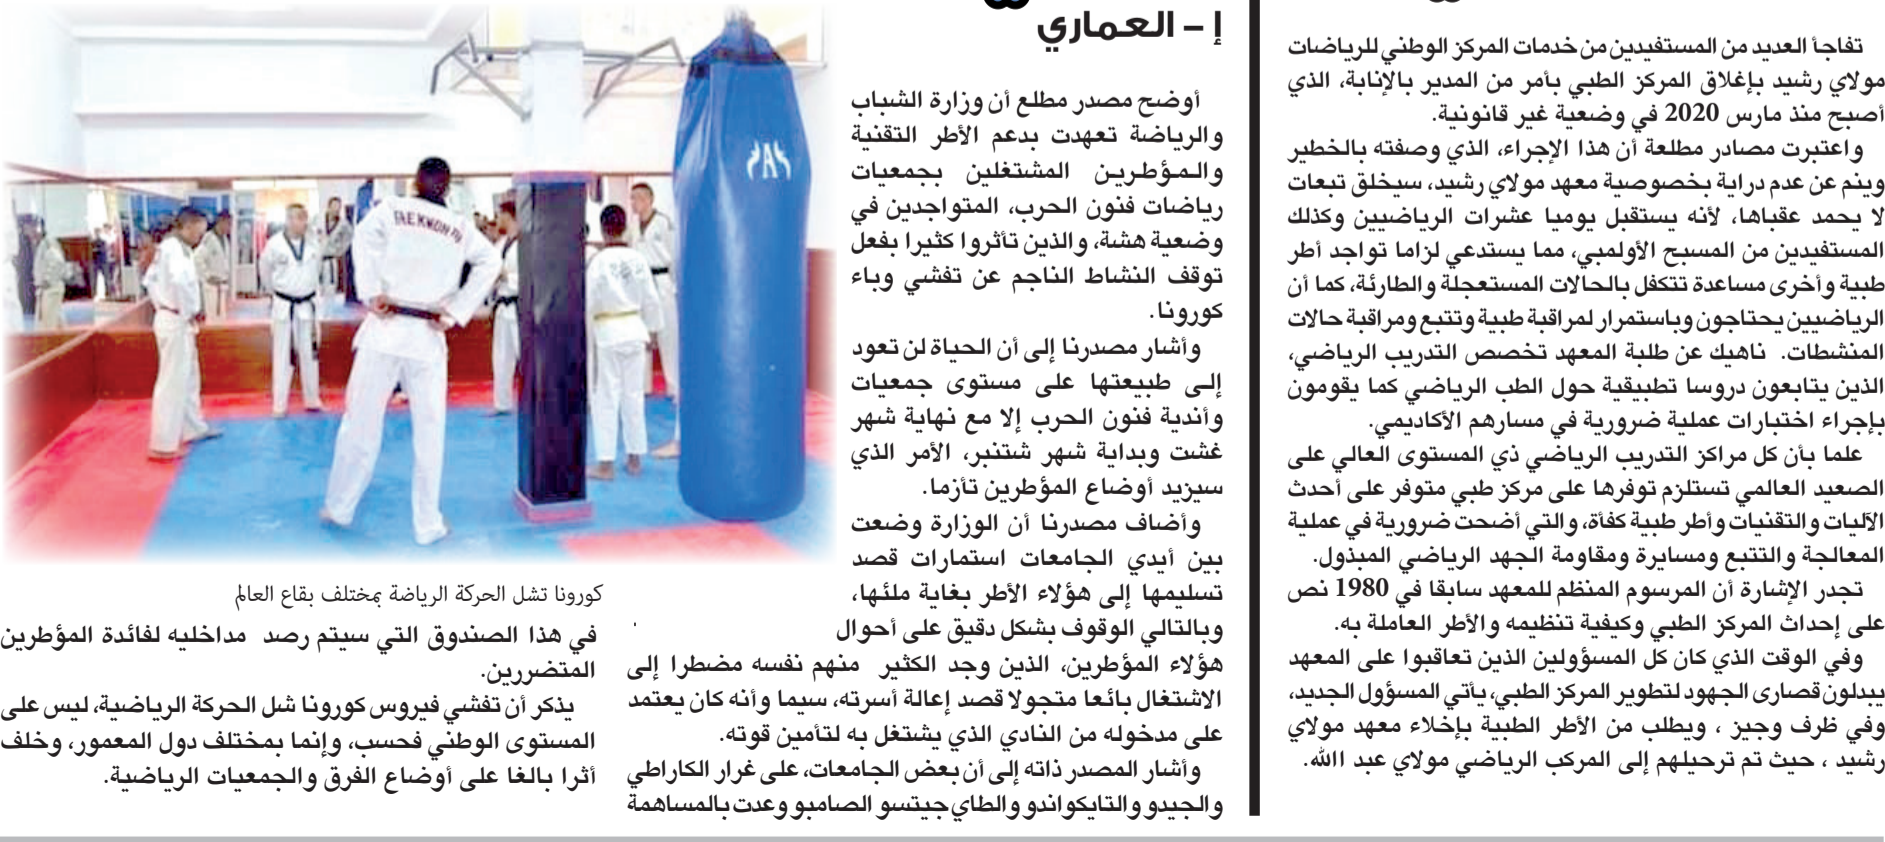 تفاجأ العديد من المستفيدين من خدمات المركز الوطني للرياضات
مولاي رشيد بإغلاق المركز الطبي بأمر من المدير بالإنابة، الذي
أصبح منذ مارس 2020 في وضعية غير قانونية.
واعتبرت مصادر مطلعة أن هذا الإجراء، الذي وصفته بالخطير
وينم عن عدم دراية بخصوصية معهد مولاي رشيد، سيخلق تبعات
لا يحمد عقباها، لأنه يستقبل يوميا عشرات الرياضيين وكذلك
المستفيدين من المسبح الأولمبي، مما يستدعي لزاما تواجد أطر
طبية وأخرى مساعدة تتكفل بالحالات المستعجلة والطارئة، كما أن
الرياضيين يحتاجون وباستمرار لمراقبة طبية وتتبع ومراقبة حالات
المنشطات. ناهيك عن طلبة المعهد تخصص التدريب الرياضي،
الذين يتابعون دروسا تطبيقية حول الطب الرياضي كما يقومون
بإجراء اختبارات عملية ضرورية في مسارهم الأكاديمي.
علما بأن كل مراكز التدريب الرياضي ذي المستوى العالي على
الصعيد العالمي تستلزم توفرها على مركز طبي متوفر على أحدث
الآليات والتقنيات وأطر طبية كفأة، والتي أضحت ضرورية في عملية
المعالجة والتتبع ومسايرة ومقاومة الجهد الرياضي المبذول.
تجدر الإشارة أن المرسوم المنظم للمعهد سابقا في 1980 نص
على إحداث المركز الطبي وكيفية تنظيمه والأطر العاملة به.
وفي الوقت الذي كان كل المسؤولين الذين تعاقبوا على المعهد
يبدلون قصارى الجهود لتطوير المركز الطبي، يأتي المسؤول الجديد،
وفي ظرف وجيز ، ويطلب من الأطر الطبية بإخلاء معهد مولاي
رشيد ، حيث تم ترحيلهم إلى المركب الرياضي مولاي عبد االله.
إ – العماري
أوضح مصدر مطلع أن وزارة الشباب
والرياضة تعهدت بدعم الأطر التقنية
والمؤطرين المشتغلين بجمعيات
رياضات فنون الحرب، المتواجدين في
وضعية هشة، والذين تأثروا كثيرا بفعل
توقف النشاط الناجم عن تفشي وباء
كورونا.
وأشار مصدرنا إلى أن الحياة لن تعود
إلى طبيعتها على مستوى جمعيات
وأندية فنون الحرب إلا مع نهاية شهر
غشت وبداية شهر شتنبر، الأمر الذي
سيزيد أوضاع المؤطرين تأزما.
وأضاف مصدرنا أن الوزارة وضعت
بين أيدي الجامعات استمارات قصد
تسليمها إلى هؤلاء الأطر بغاية ملئها،
وبالتالي الوقوف بشكل دقيق على أحوال
هؤلاء المؤطرين، الذين وجد الكثير منهم نفسه مضطرا إلى
الاشتغال بائعا متجولا قصد إعالة أسرته، سيما وأنه كان يعتمد
على مدخوله من النادي الذي يشتغل به لتأمين قوته.
وأشار المصدر ذاته إلى أن بعض الجامعات، على غرار الكاراطي
والجيدو والتايكواندو والطاي جيتسو الصامبو وعدت بالمساهمة
TAEKWONDO
كورونا تشل الحركة الرياضة بمختلف بقاع العالم
في هذا الصندوق التي سيتم رصد مداخليه لفائدة المؤطرين
المتضررين.
يذكر أن تفشي فيروس كورونا شل الحركة الرياضية، ليس على
المستوى الوطني فحسب، وإنما بمختلف دول المعمور، وخلف
أثرا بالغا على أوضاع الفرق والجمعيات الرياضية.